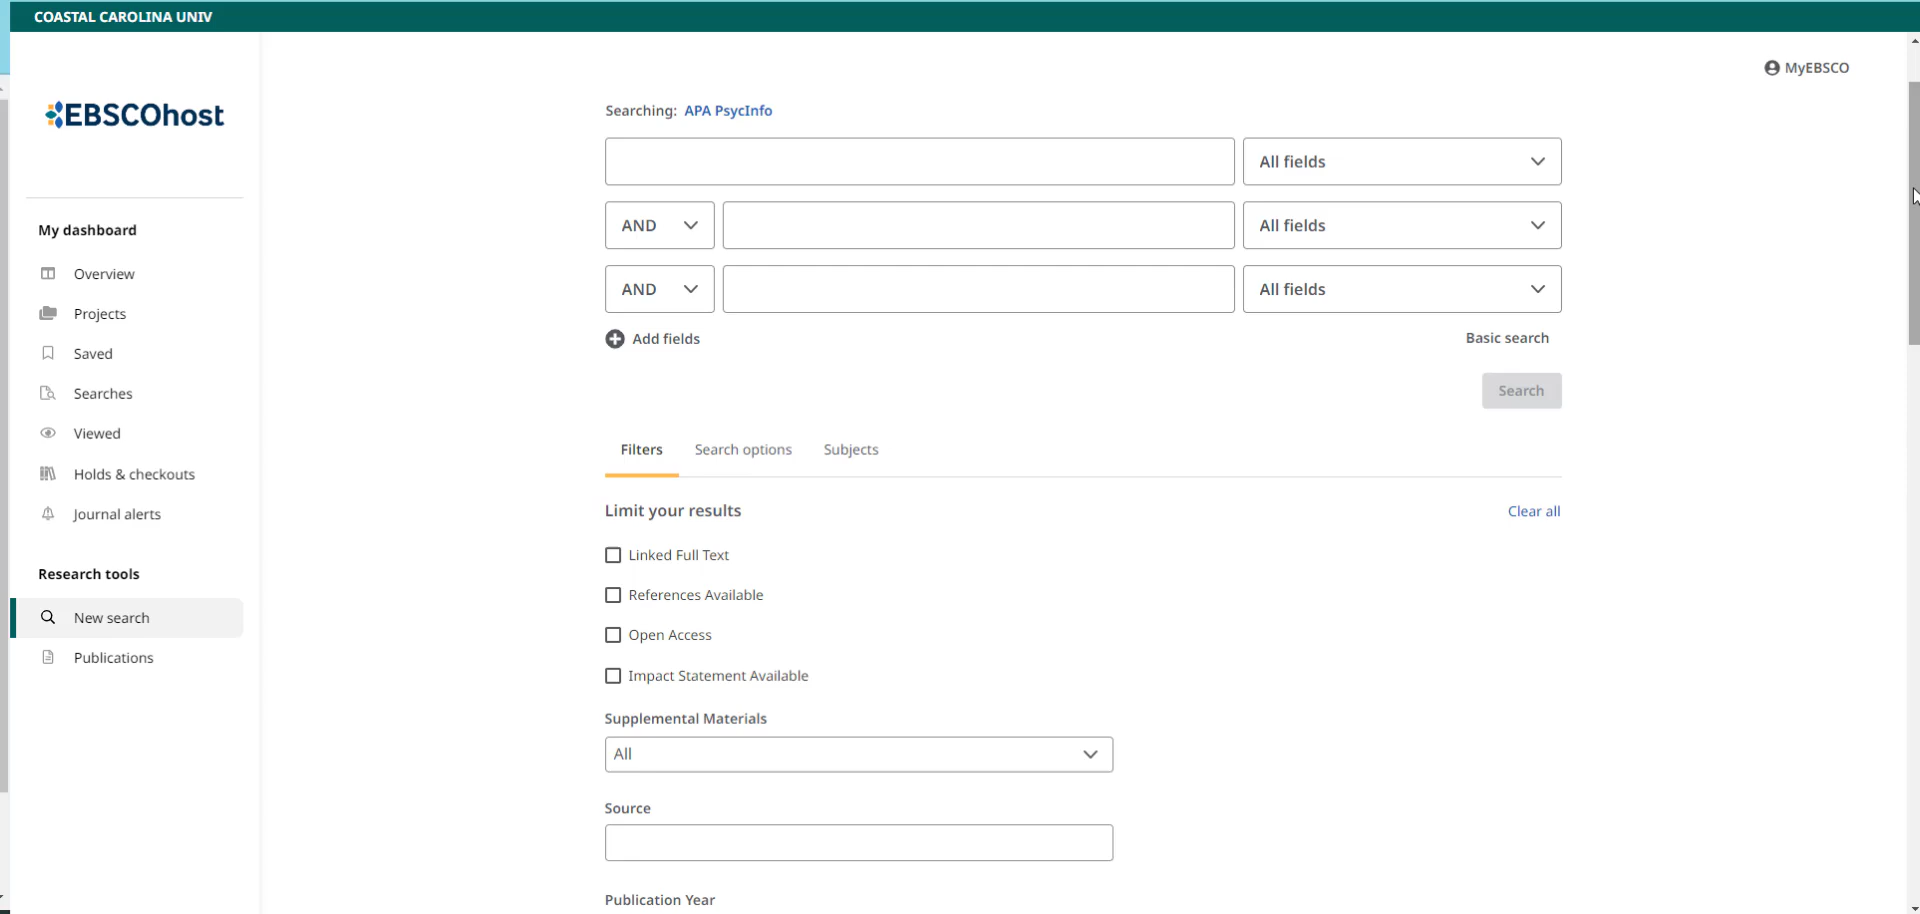 COASTAL CAROLINA UNIV
MyEBSCO
EBSCOhost
My dashboard
Overview
Projects
Saved
Searches
Viewed
Holds & checkouts
Journal alerts
Research tools
New search
Publications
Searching: APA PsycInfo
All fields
AND All fields
AND All fields
Add fields Basic search
Search
Filters Search options Subjects
Limit your results Clear all
Linked Full Text
References Available
Open Access
Impact Statement Available
Supplemental Materials
All
Source
Publication Year